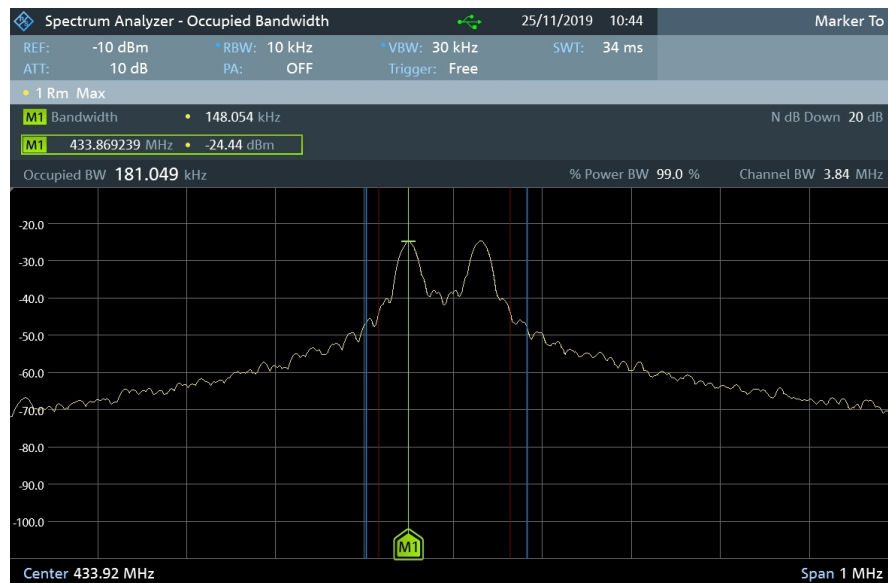 Spectrum Analyzer - Occupied Bandwidth 25/11/2019 10:44 Marker To
REF: -10 dBm RBW: 10 kHz VBW: 30 kHz SWT: 34 ms
ATT: 10 dB PA: OFF Trigger: Free
1 Rm Max
M1 Bandwidth 148.054 kHz N dB Down 20 dB
M1 433.869239 MHz -24.44 dBm
Occupied BW 181.049 kHz % Power BW 99.0 % Channel BW 3.84 MHz
-20.0
-30.0
-40.0
-50.0
-60.0
-70.0
-80.0
-90.0
-100.0
M1
Center 433.92 MHz Span 1 MHz